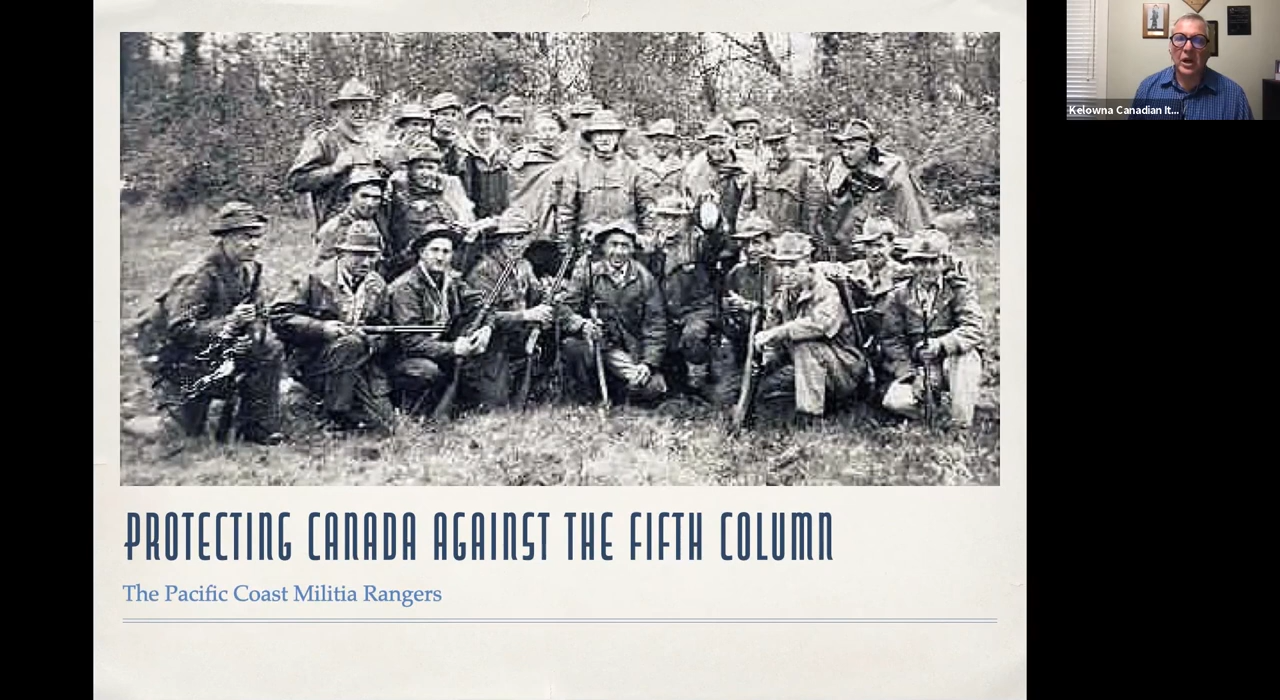 PROTECTING CANADA AGAINST THE FIFTH COLUMN
The Pacific Coast Militia Rangers
Kelowna Canadian It...